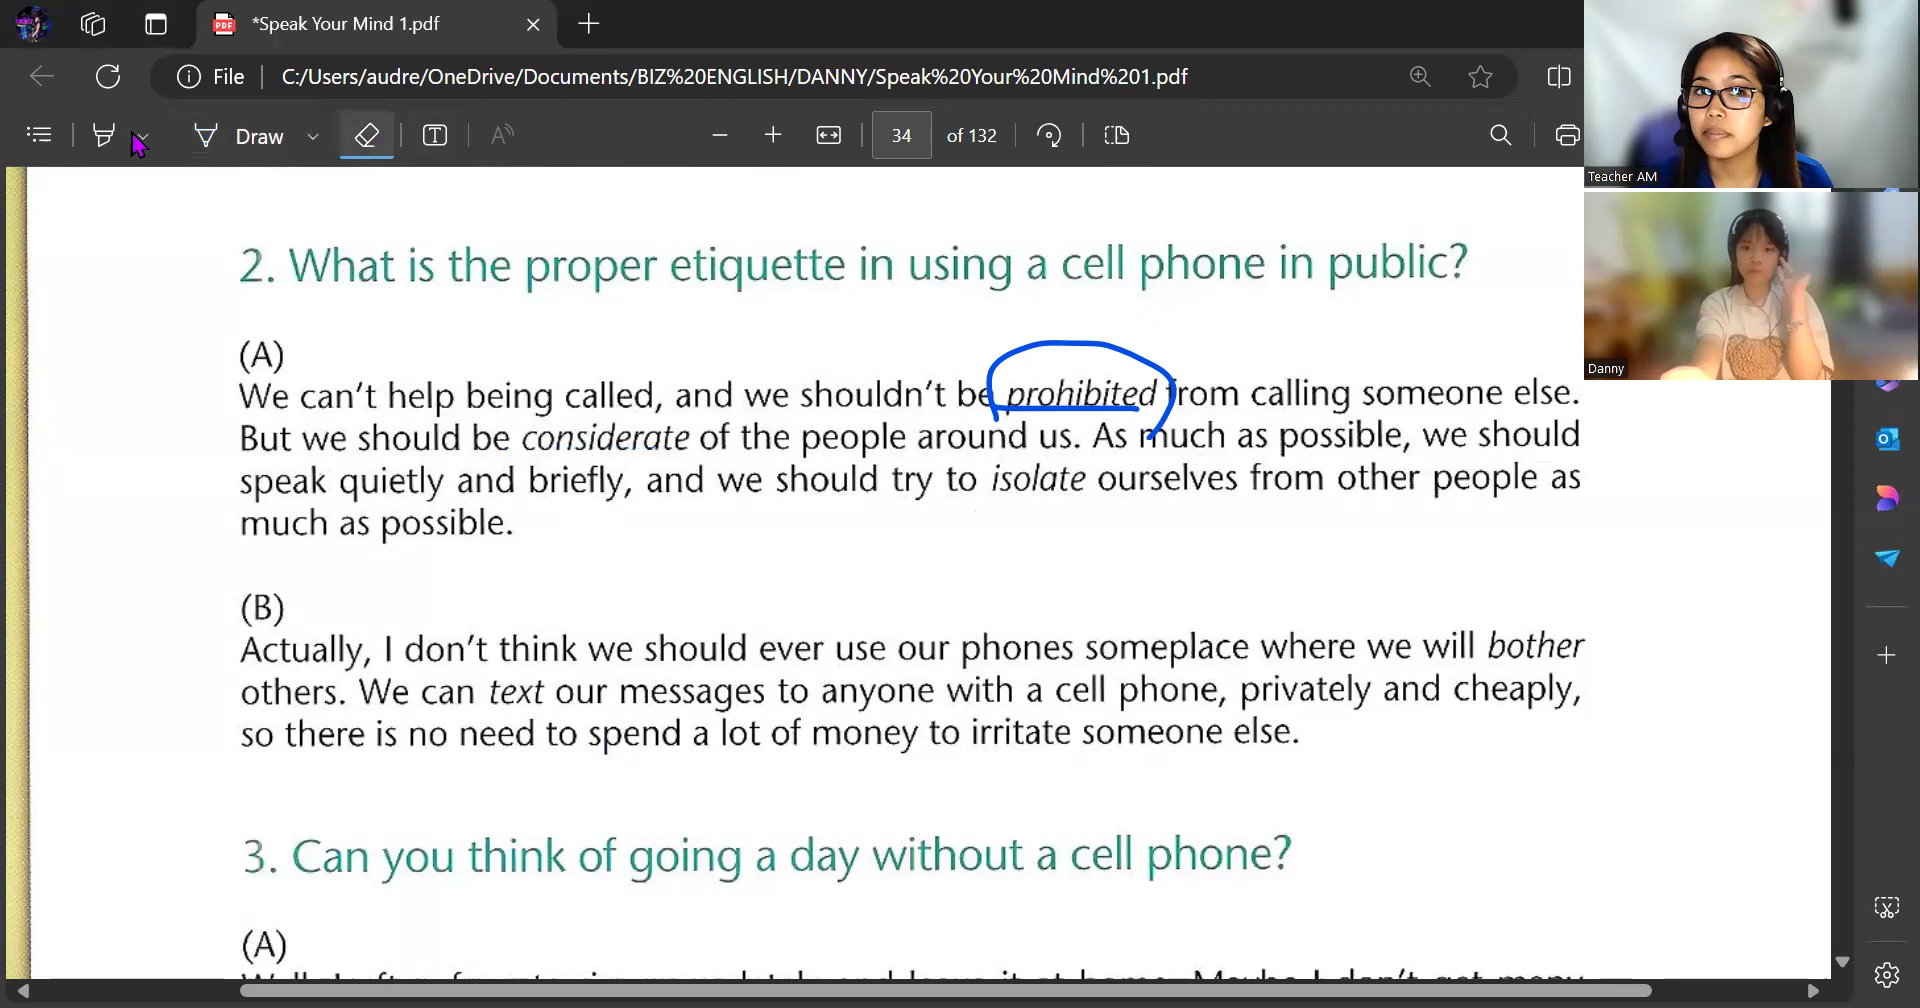 *Speak Your Mind 1.pdf
File
C:/Users/audre/OneDrive/Documents/BIZ%20ENGLISH/DANNY/Speak%20Your%20Mind%201.pdf
Draw
34 of 132
Teacher AM
Danny
2. What is the proper etiquette in using a cell phone in public?
(A)
We can't help being called, and we shouldn't be prohibited from calling someone else.
But we should be considerate of the people around us. As much as possible, we should
speak quietly and briefly, and we should try to isolate ourselves from other people as
much as possible.
(B)
Actually, I don't think we should ever use our phones someplace where we will bother
others. We can text our messages to anyone with a cell phone, privately and cheaply,
so there is no need to spend a lot of money to irritate someone else.
3. Can you think of going a day without a cell phone?
(A)